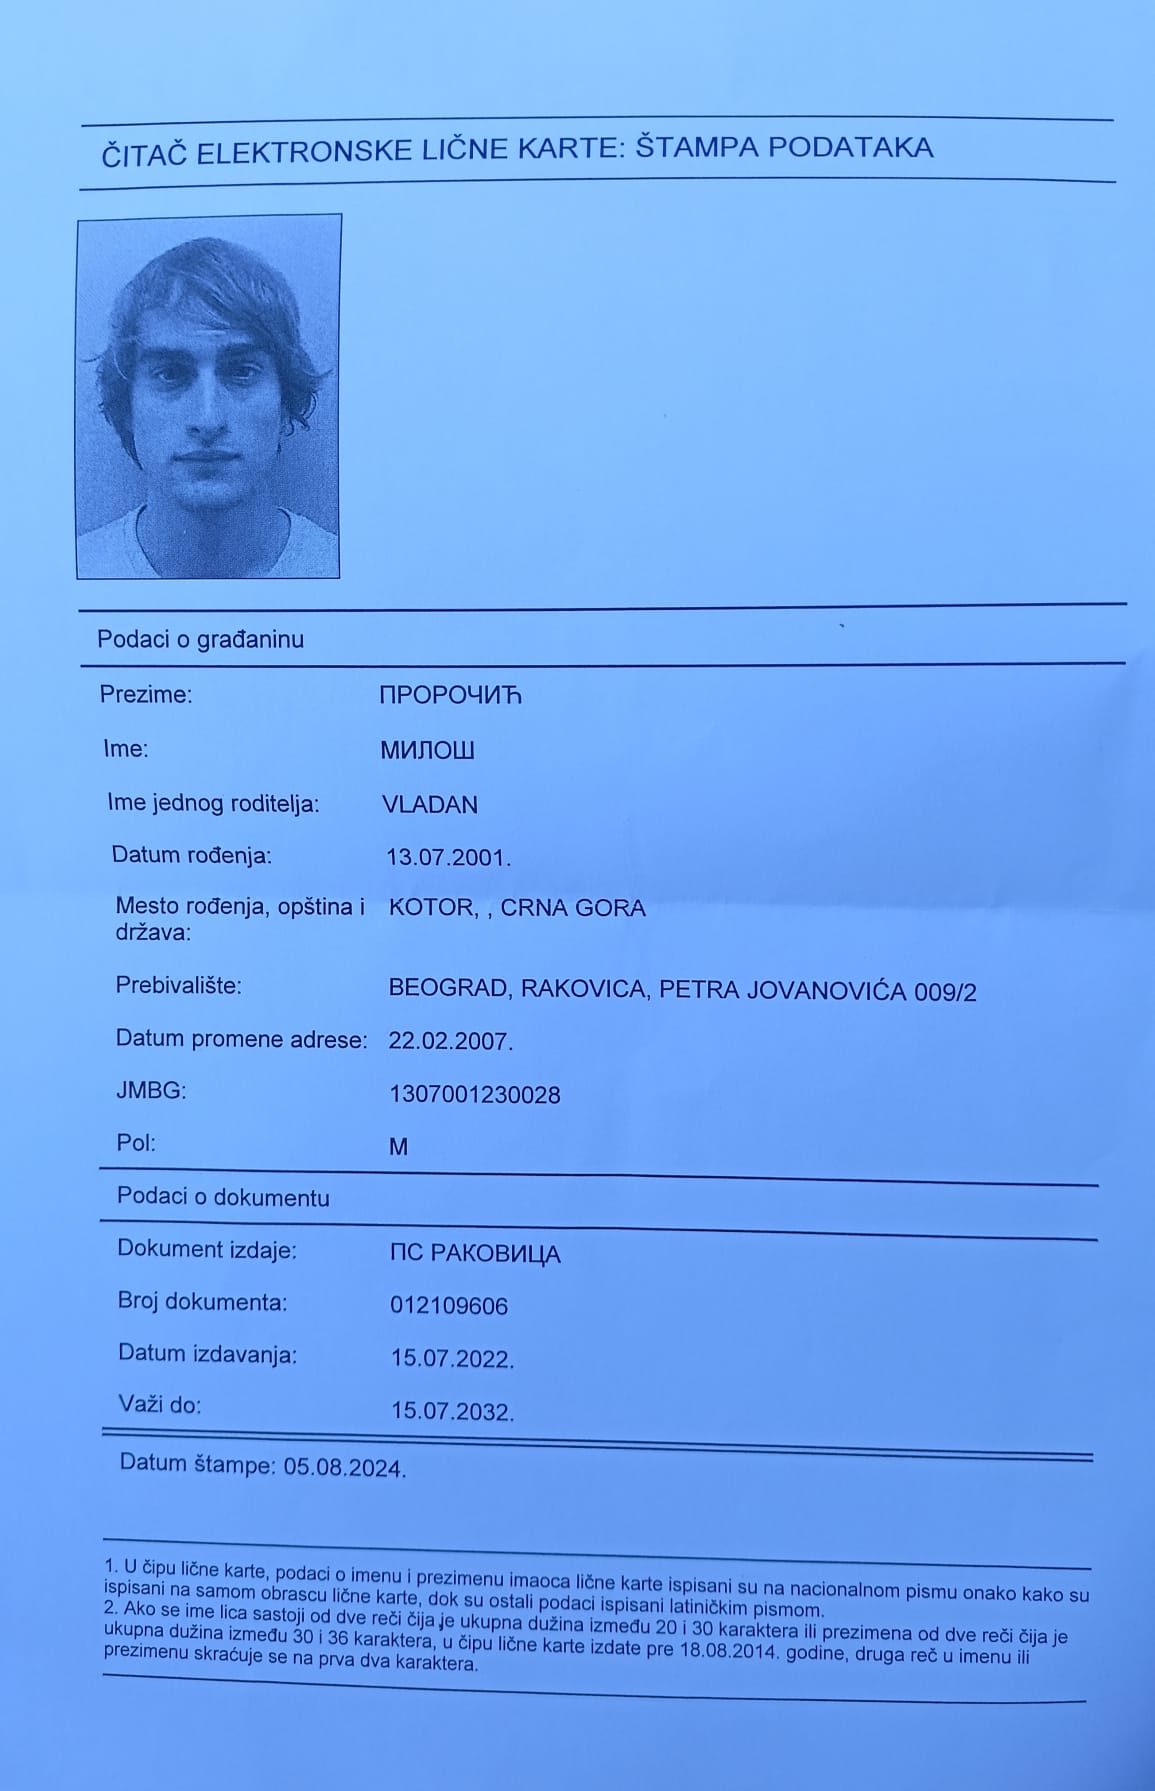 ČITAČ ELEKTRONSKE LIČNE KARTE: ŠTAMPA PODATAKA
Podaci o građaninu
Prezime: ПРОРОЧИЋ
Ime: МИЛОШ
Ime jednog roditelja: VLADAN
Datum rođenja: 13.07.2001.
Mesto rođenja, opština i KOTOR, , CRNA GORA
država:
Prebivalište: BEOGRAD, RAKOVICA, PETRA JOVANOVIĆA 009/2
Datum promene adrese: 22.02.2007.
JMBG: 1307001230028
Pol: M
Podaci o dokumentu
Dokument izdaje: ПС РАКОВИЦА
Broj dokumenta: 012109606
Datum izdavanja: 15.07.2022.
Važi do: 15.07.2032.
Datum štampe: 05.08.2024.
1. U čipu lične karte, podaci o imenu i prezimenu imaoca lične karte ispisani su na nacionalnom pismu onako kako su
ispisani na samom obrascu lične karte, dok su ostali podaci ispisani latiničkim pismom.
2. Ako se ime lica sastoji od dve reči čija je ukupna dužina između 20 i 30 karaktera ili prezimena od dve reči čija je
ukupna dužina između 30 i 36 karaktera, u čipu lične karte izdate pre 18.08.2014. godine, druga reč u imenu ili
prezimenu skraćuje se na prva dva karaktera.